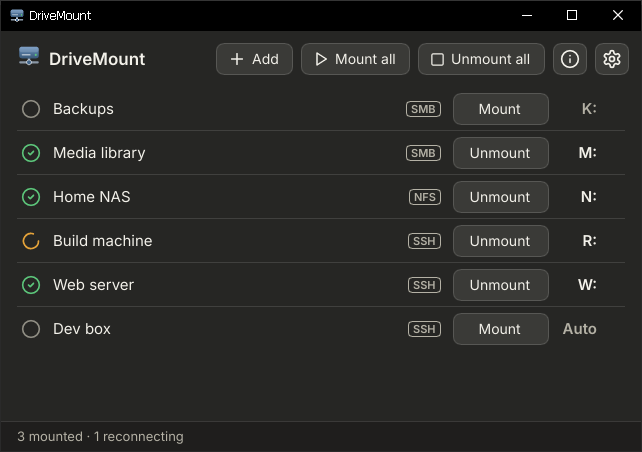 DriveMount
DriveMount Add Mount all Unmount all
Backups SMB Mount K:
Media library SMB Unmount M:
Home NAS NFS Unmount N:
Build machine SSH Unmount R:
Web server SSH Unmount W:
Dev box SSH Mount Auto
3 mounted · 1 reconnecting